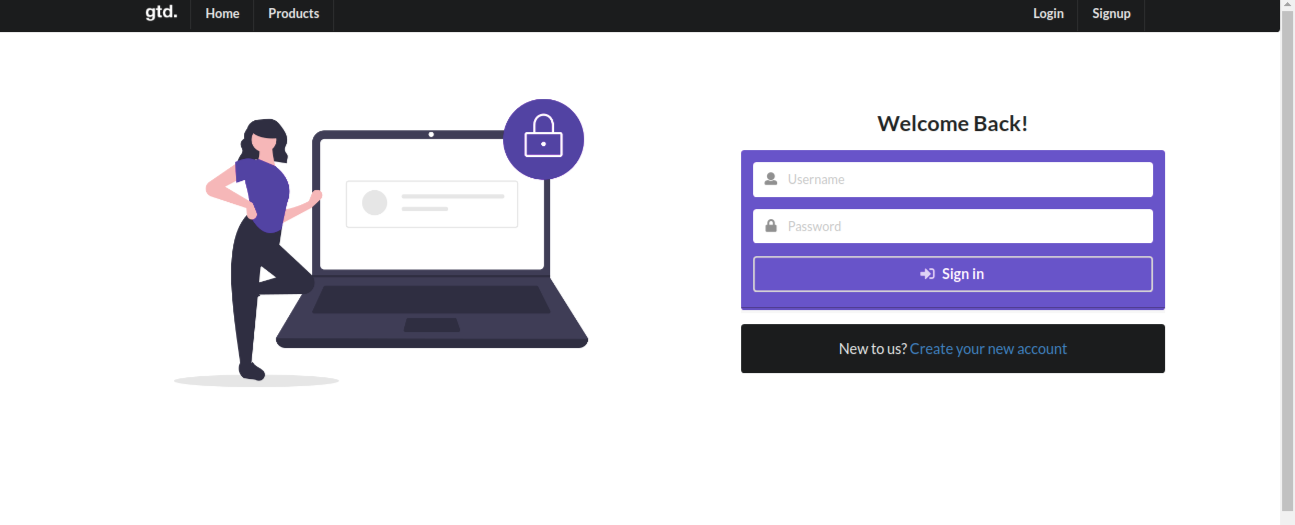 gtd. Home Products Login Signup
Welcome Back!
Username
Password
Sign in
New to us? Create your new account